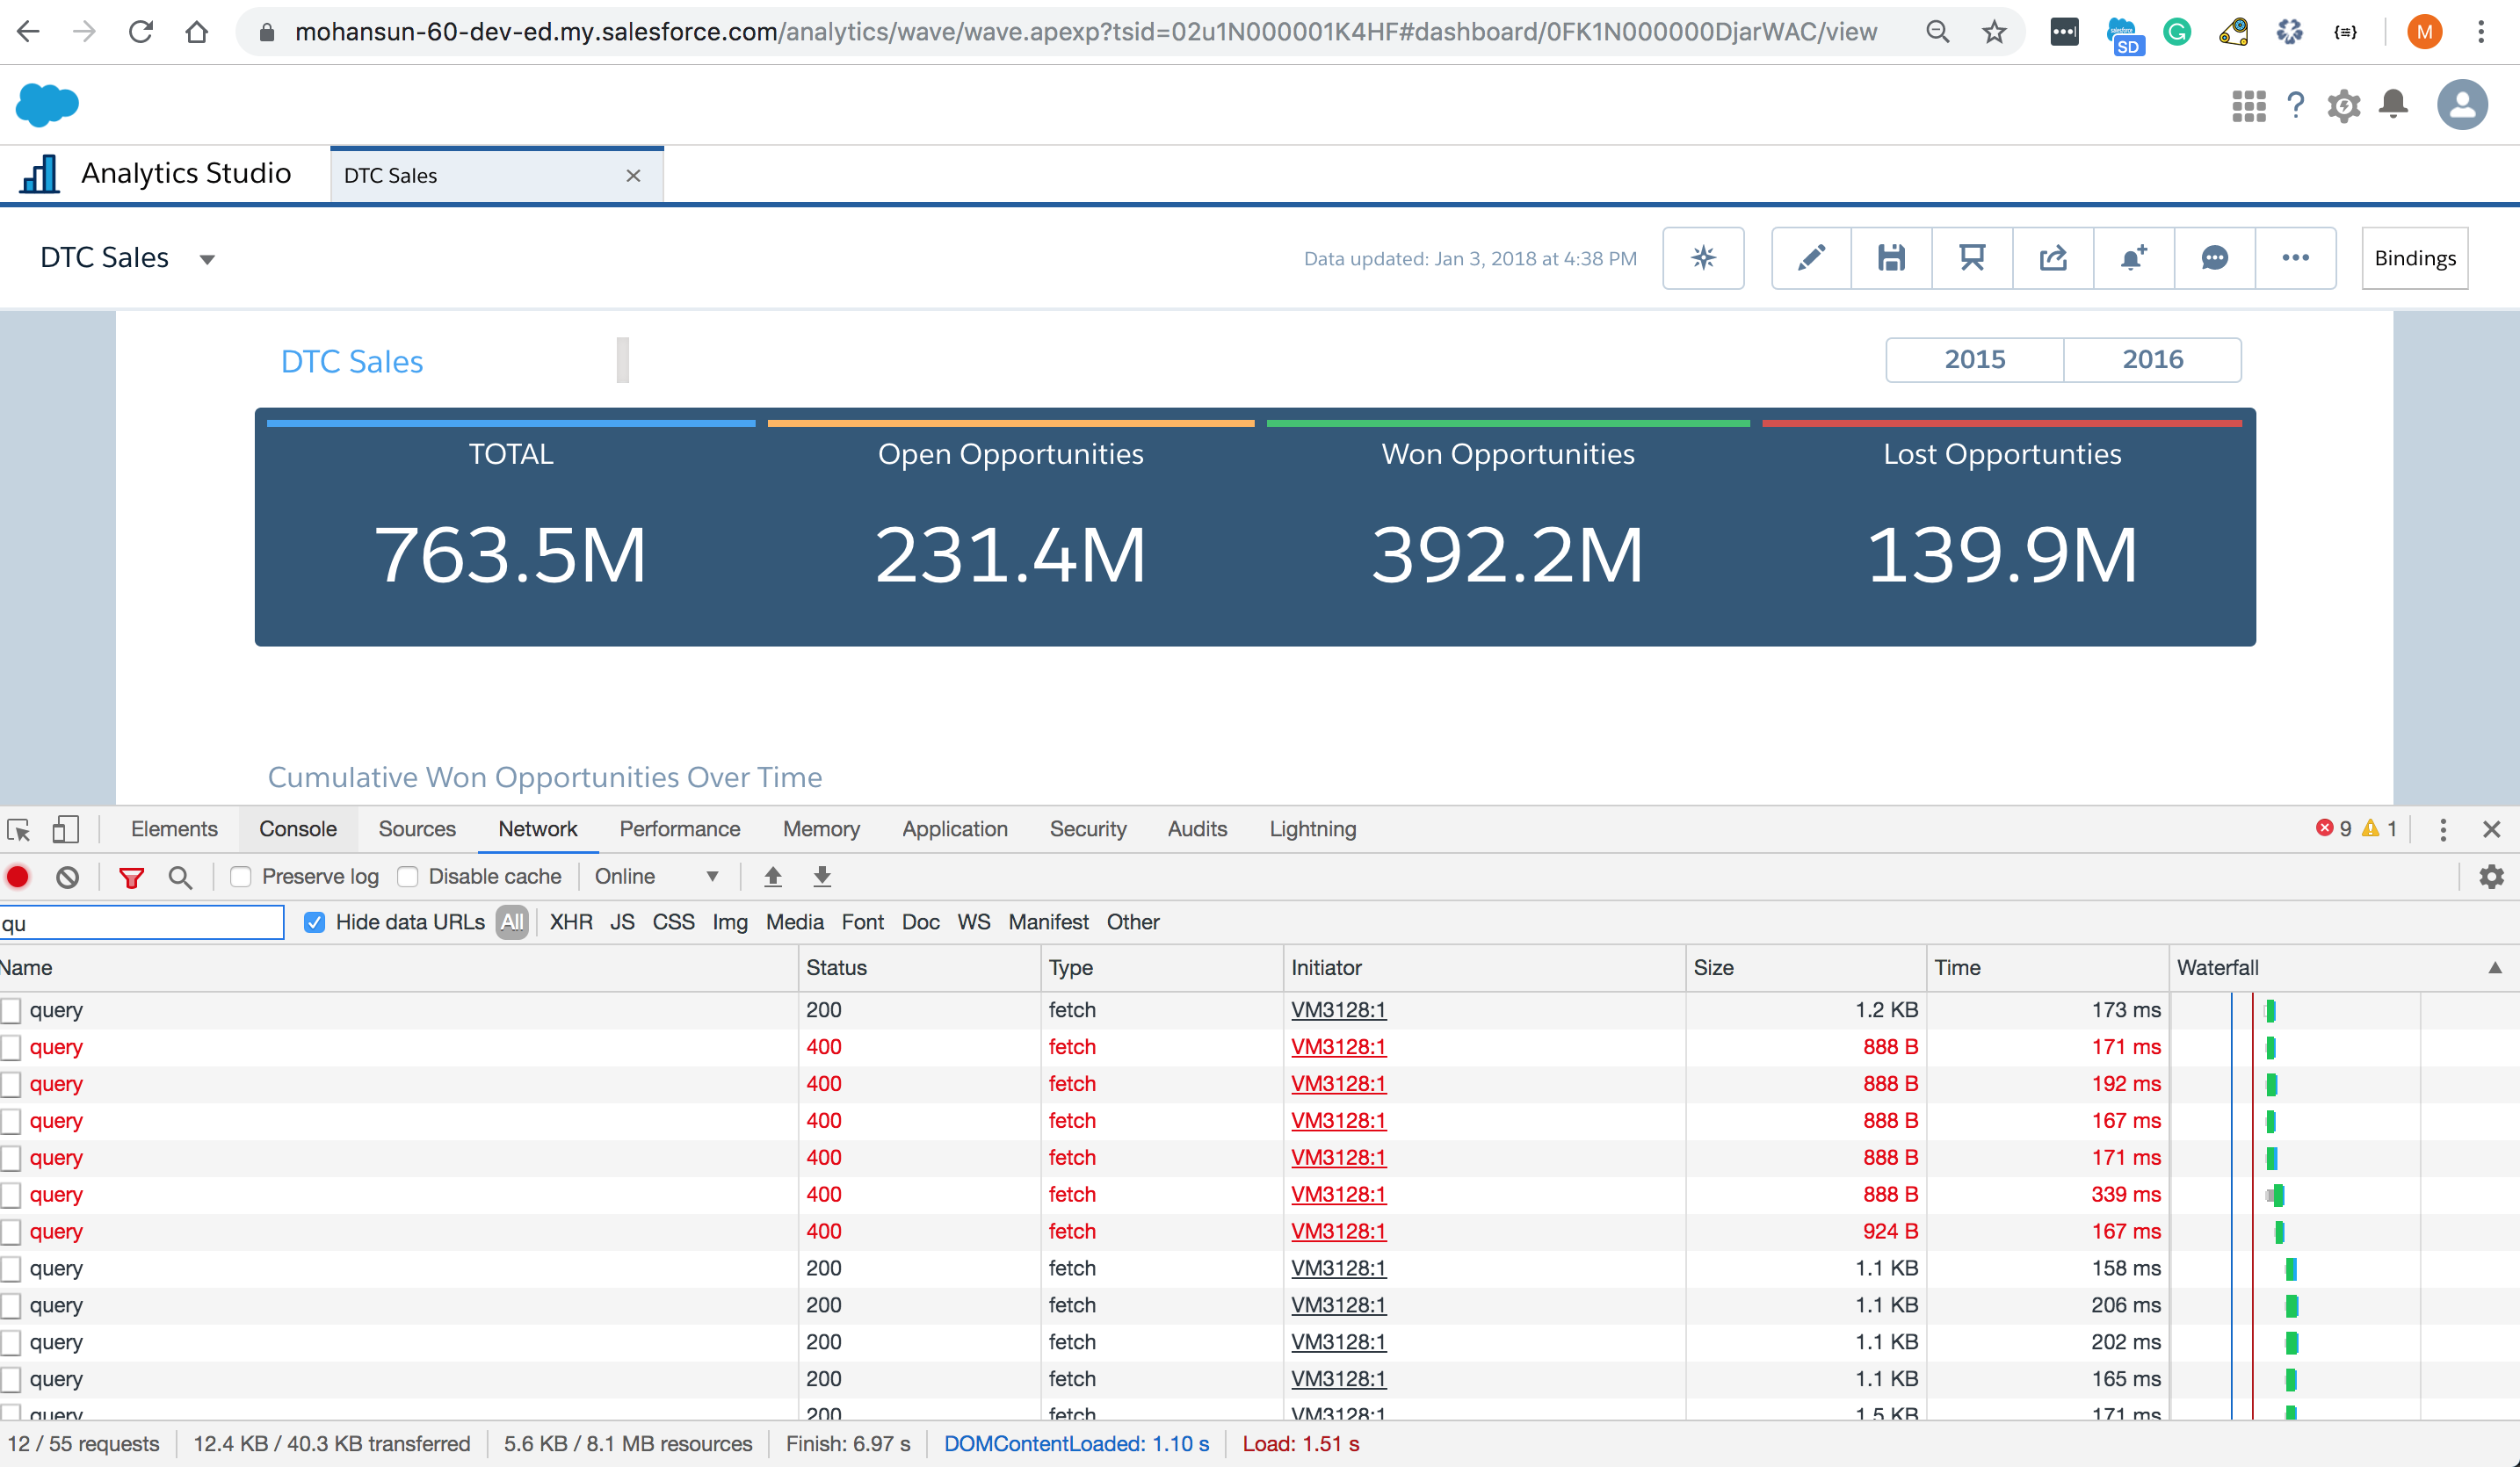 mohansun-60-dev-ed.my.salesforce.com/analytics/wave/wave.apexp?tsid=02u1N000001K4HF#dashboard/0FK1N000000DjarWAC/view
SD
G
M
?
Analytics Studio
DTC Sales
DTC Sales
Data updated: Jan 3, 2018 at 4:38 PM
Bindings
DTC Sales
2015 2016
TOTAL Open Opportunities Won Opportunities Lost Opportunties
763.5M 231.4M 392.2M 139.9M
Cumulative Won Opportunities Over Time
Elements Console Sources Network Performance Memory Application Security Audits Lightning 9 1
Preserve log Disable cache Online
qu Hide data URLs All XHR JS CSS Img Media Font Doc WS Manifest Other
Name Status Type Initiator Size Time Waterfall
query 200 fetch VM3128:1 1.2 KB 173 ms
query 400 fetch VM3128:1 888 B 171 ms
query 400 fetch VM3128:1 888 B 192 ms
query 400 fetch VM3128:1 888 B 167 ms
query 400 fetch VM3128:1 888 B 171 ms
query 400 fetch VM3128:1 888 B 339 ms
query 400 fetch VM3128:1 924 B 167 ms
query 200 fetch VM3128:1 1.1 KB 158 ms
query 200 fetch VM3128:1 1.1 KB 206 ms
query 200 fetch VM3128:1 1.1 KB 202 ms
query 200 fetch VM3128:1 1.1 KB 165 ms
query 200 fetch VM3128:1 1.5 KB 171 ms
12 / 55 requests 12.4 KB / 40.3 KB transferred 5.6 KB / 8.1 MB resources Finish: 6.97 s DOMContentLoaded: 1.10 s Load: 1.51 s